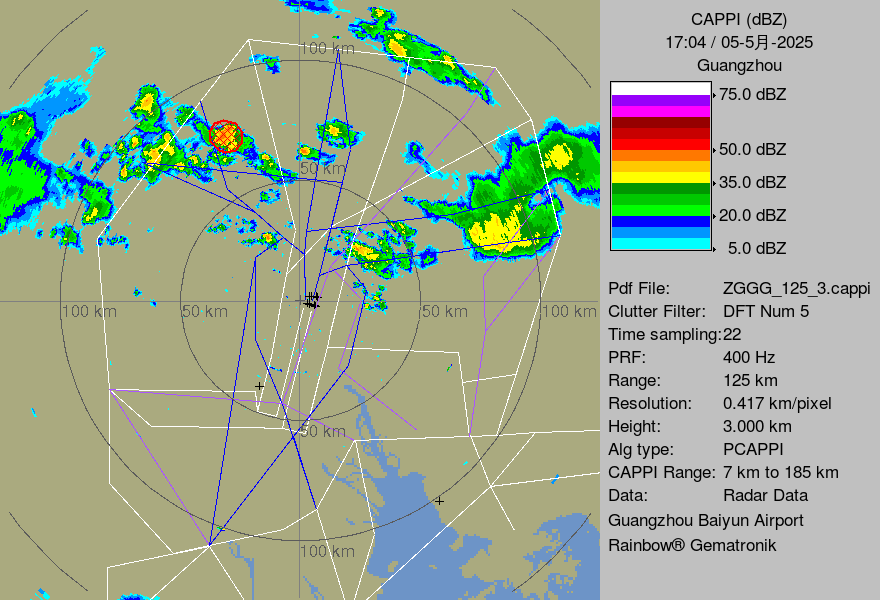 CAPPI (dBZ)
17:04 / 05-5月-2025
Guangzhou
75.0 dBZ
50.0 dBZ
35.0 dBZ
20.0 dBZ
5.0 dBZ
Pdf File: ZGGG_125_3.cappi
Clutter Filter: DFT Num 5
Time sampling:22
PRF: 400 Hz
Range: 125 km
Resolution: 0.417 km/pixel
Height: 3.000 km
Alg type: PCAPPI
CAPPI Range: 7 km to 185 km
Data: Radar Data
Guangzhou Baiyun Airport
Rainbow® Gematronik
100 km
50 km
100 km
50 km
50 km
100 km
50 km
100 km